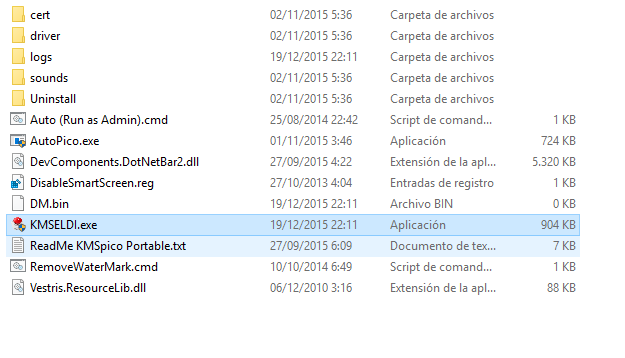 cert 02/11/2015 5:36 Carpeta de archivos
driver 02/11/2015 5:36 Carpeta de archivos
logs 19/12/2015 22:11 Carpeta de archivos
sounds 02/11/2015 5:36 Carpeta de archivos
Uninstall 02/11/2015 5:36 Carpeta de archivos
Auto (Run as Admin).cmd 25/08/2014 22:42 Script de comand... 1 KB
AutoPico.exe 01/11/2015 3:46 Aplicación 724 KB
DevComponents.DotNetBar2.dll 27/09/2015 4:22 Extensión de la apl... 5.320 KB
DisableSmartScreen.reg 27/10/2013 4:04 Entradas de registro 1 KB
DM.bin 19/12/2015 22:11 Archivo BIN 0 KB
KMSELDI.exe 19/12/2015 22:11 Aplicación 904 KB
ReadMe KMSpico Portable.txt 27/09/2015 6:09 Documento de tex... 7 KB
RemoveWaterMark.cmd 10/10/2014 6:49 Script de comand... 1 KB
Vestris.ResourceLib.dll 06/12/2010 3:16 Extensión de la apl... 88 KB